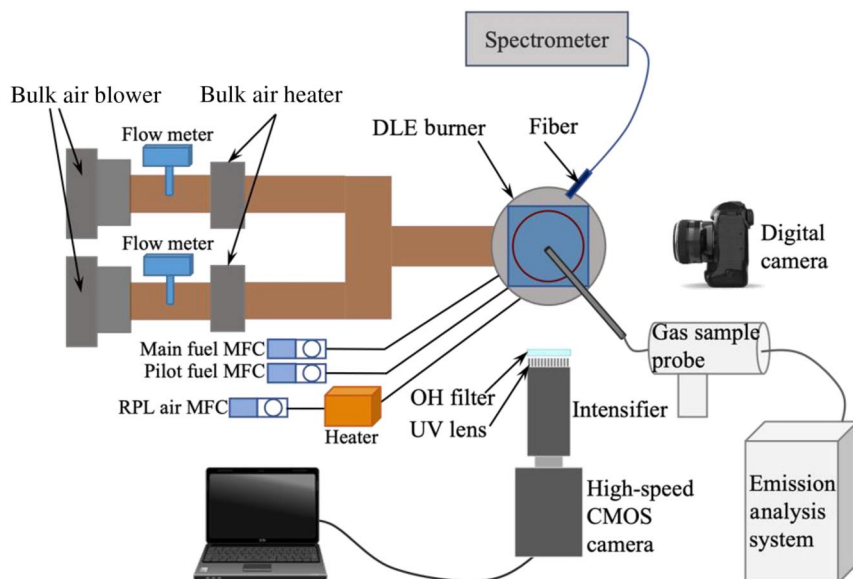 Spectrometer
Bulk air blower
Bulk air heater
Flow meter
DLE burner
Fiber
Flow meter
Digital
camera
Main fuel MFC
Pilot fuel MFC
RPL air MFC
Heater
OH filter
UV lens
Intensifier
Gas sample
probe
High-speed
CMOS
camera
Emission
analysis
system